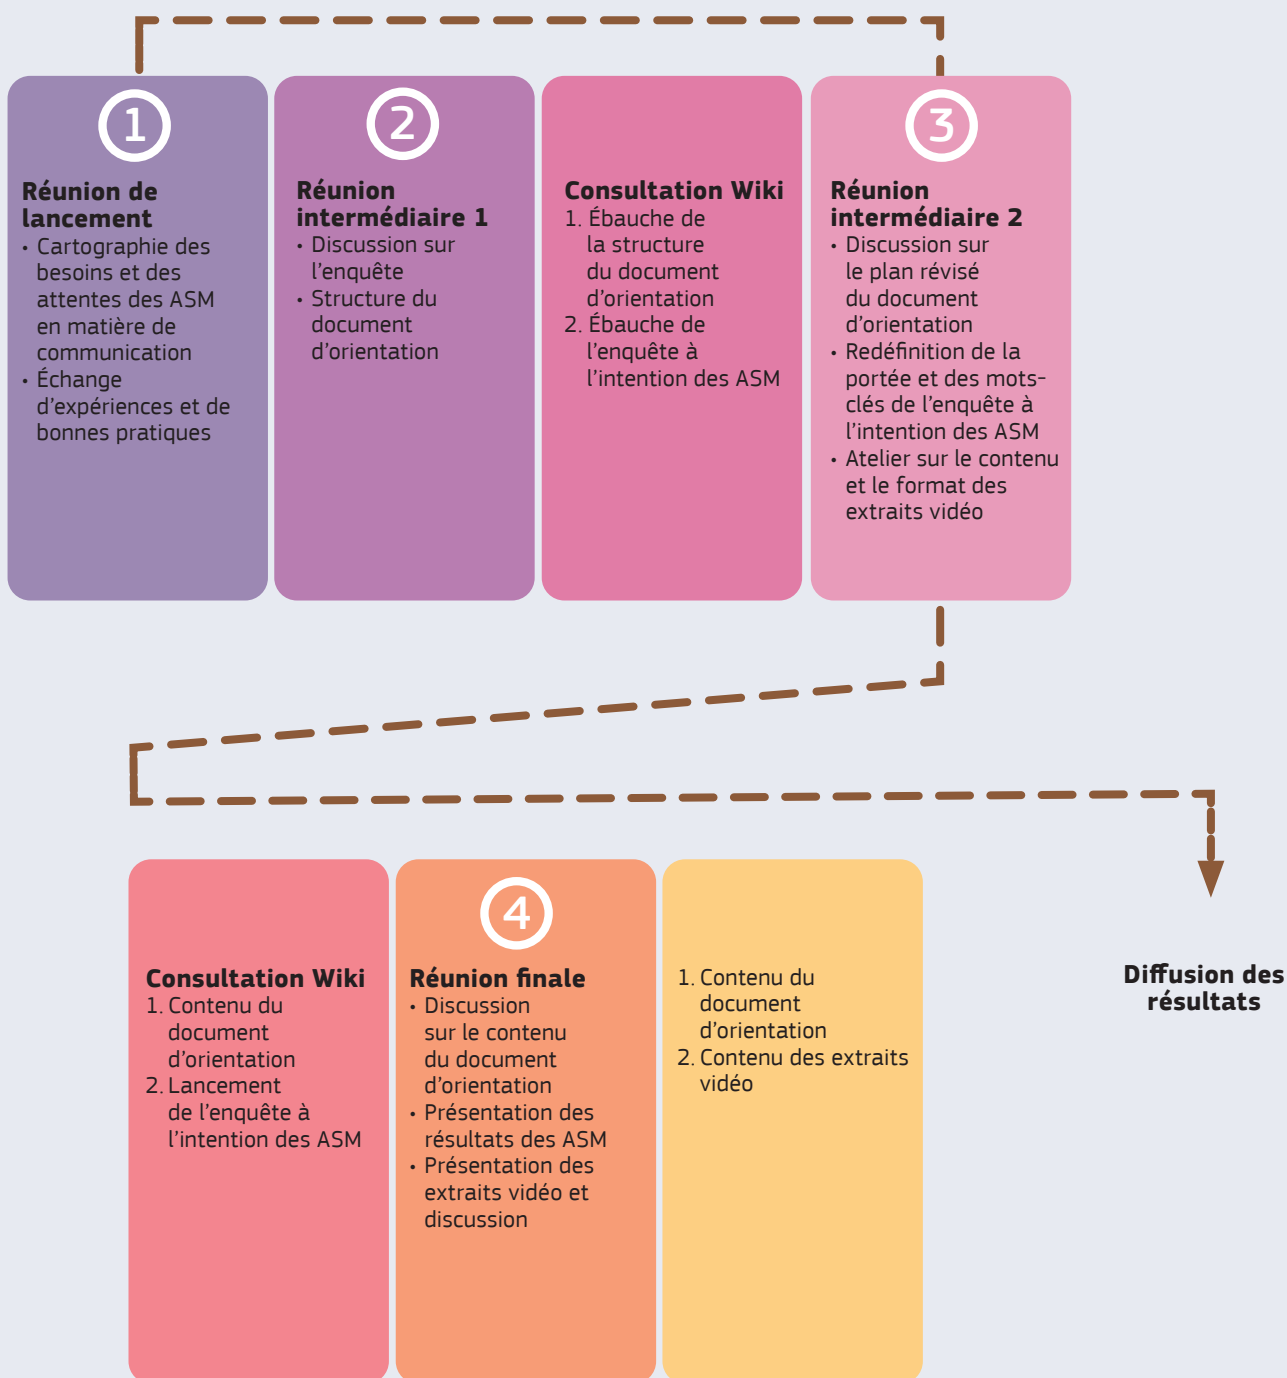 1
Réunion de
lancement
• Cartographie des
besoins et des
attentes des ASM
en matière de
communication
• Échange
d’expériences et de
bonnes pratiques
2
Réunion
intermédiaire 1
• Discussion sur
l’enquête
• Structure du
document
d’orientation
Consultation Wiki
1. Ébauche de
la structure
du document
d’orientation
2. Ébauche de
l’enquête à
l’intention des ASM
3
Réunion
intermédiaire 2
• Discussion sur
le plan révisé
du document
d’orientation
• Redéfinition de la
portée et des mots-
clés de l’enquête à
l’intention des ASM
• Atelier sur le contenu
et le format des
extraits vidéo
Consultation Wiki
1. Contenu du
document
d’orientation
2. Lancement
de l’enquête à
l’intention des ASM
4
Réunion finale
• Discussion
sur le contenu
du document
d’orientation
• Présentation des
résultats des ASM
• Présentation des
extraits vidéo et
discussion
1. Contenu du
document
d’orientation
2. Contenu des extraits
vidéo
Diffusion des
résultats